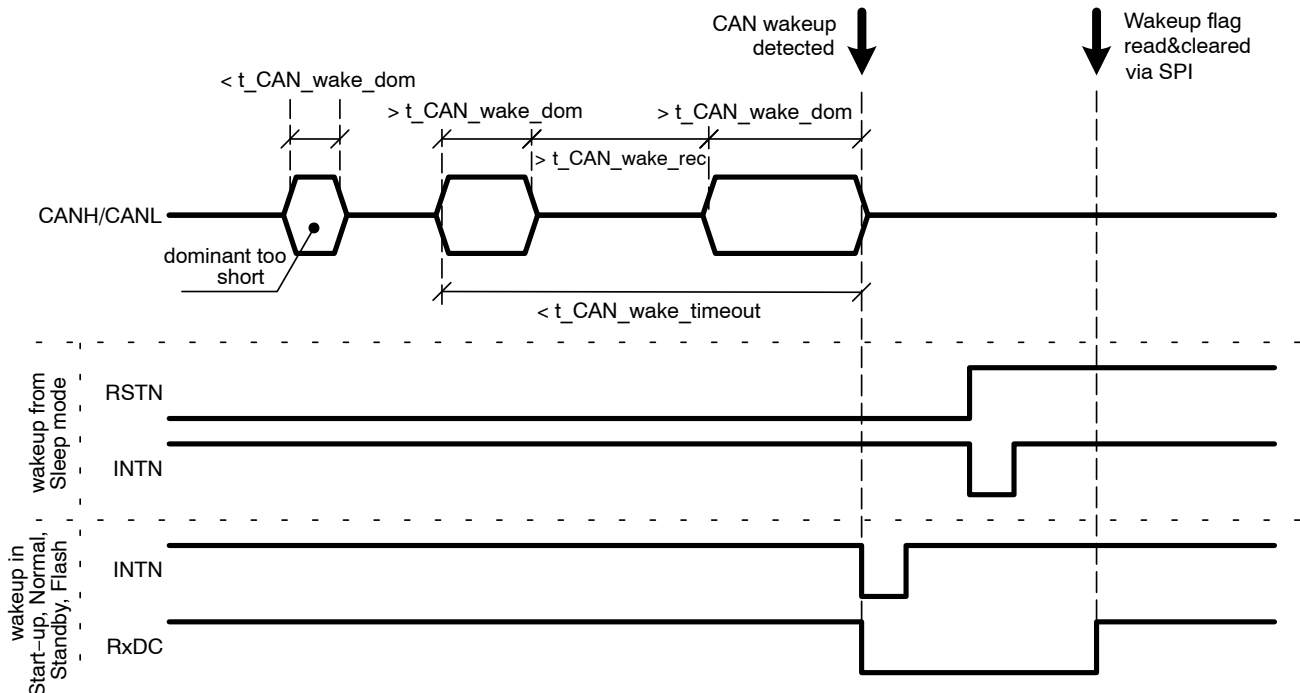 CAN wakeup
detected
Wakeup flag
read&cleared
via SPI
< t_CAN_wake_dom
> t_CAN_wake_dom
> t_CAN_wake_dom
> t_CAN_wake_rec
CANH/CANL
dominant too
short
< t_CAN_wake_timeout
wakeup from
Sleep mode
RSTN
INTN
wakeup in
Start–up, Normal,
Standby, Flash
INTN
RxDC